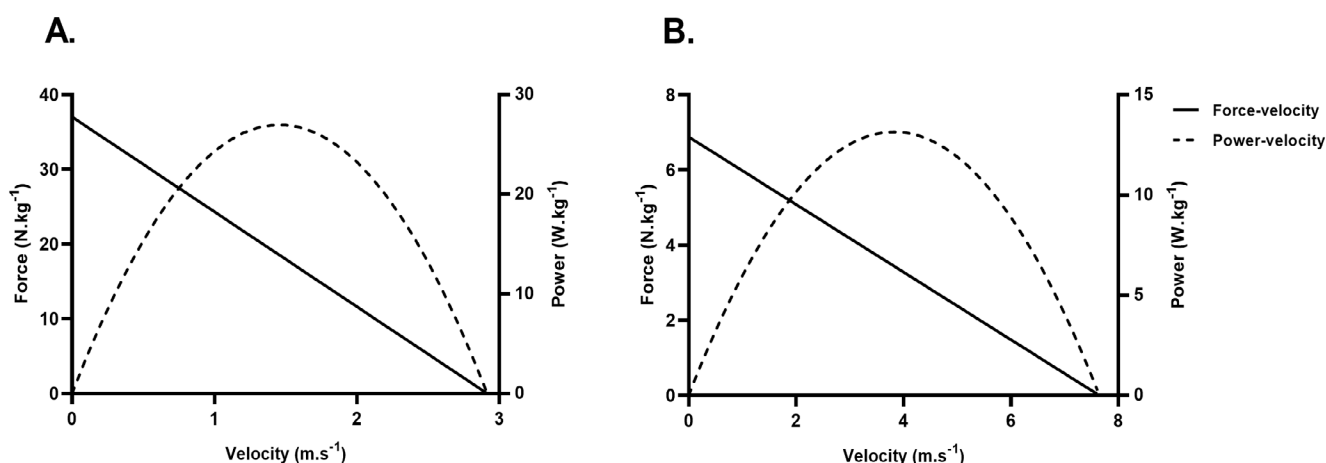 A.
40
30
20
10
0
Force (N.kg-1)
0 1 2 3
Velocity (m.s-1)
30
20
10
0
Power (W.kg-1)
B.
8
6
4
2
0
Force (N.kg-1)
0 2 4 6 8
Velocity (m.s-1)
15
10
5
0
Power (W.kg-1)
Force-velocity
Power-velocity